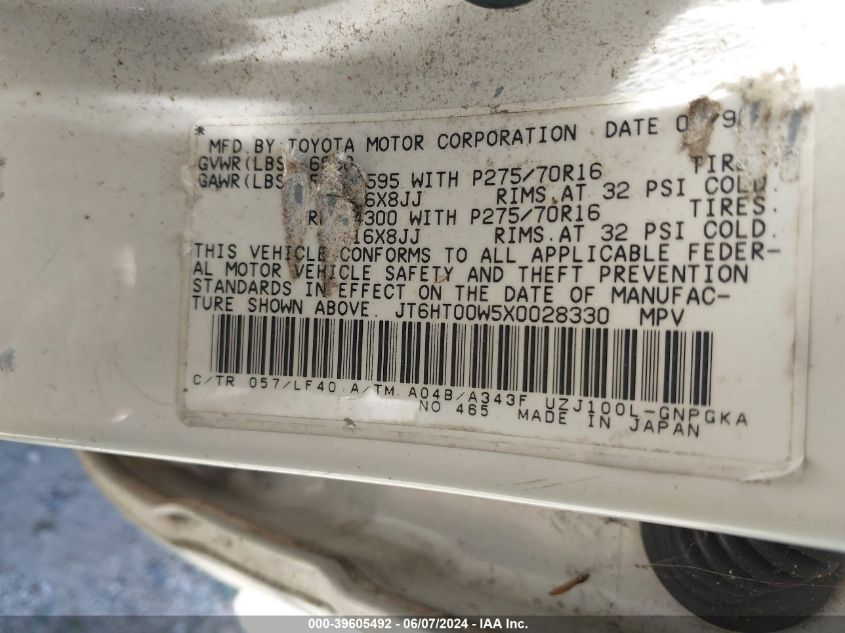 * MFD. BY: TOYOTA MOTOR CORPORATION DATE
GVWR(LBS
GAWR(LBS 595 WITH P275/70R16 TIRES
6X8JJ RIMS.AT 32 PSI COLD.
300 WITH P275/70R16 TIRES.
16X8JJ RIMS.AT 32 PSI COLD.
THIS VEHICLE CONFORMS TO ALL APPLICABLE FEDER-
AL MOTOR VEHICLE SAFETY AND THEFT PREVENTION
STANDARDS IN EFFECT ON THE DATE OF MANUFAC-
TURE SHOWN ABOVE. JT6HT00W5X0028330 MPV
C/TR 057/LF40 A/TM A04B/A343F UZJ100L-GNPGKA
NO 465 MADE IN JAPAN
000-39605492 - 06/07/2024 - IAA Inc.